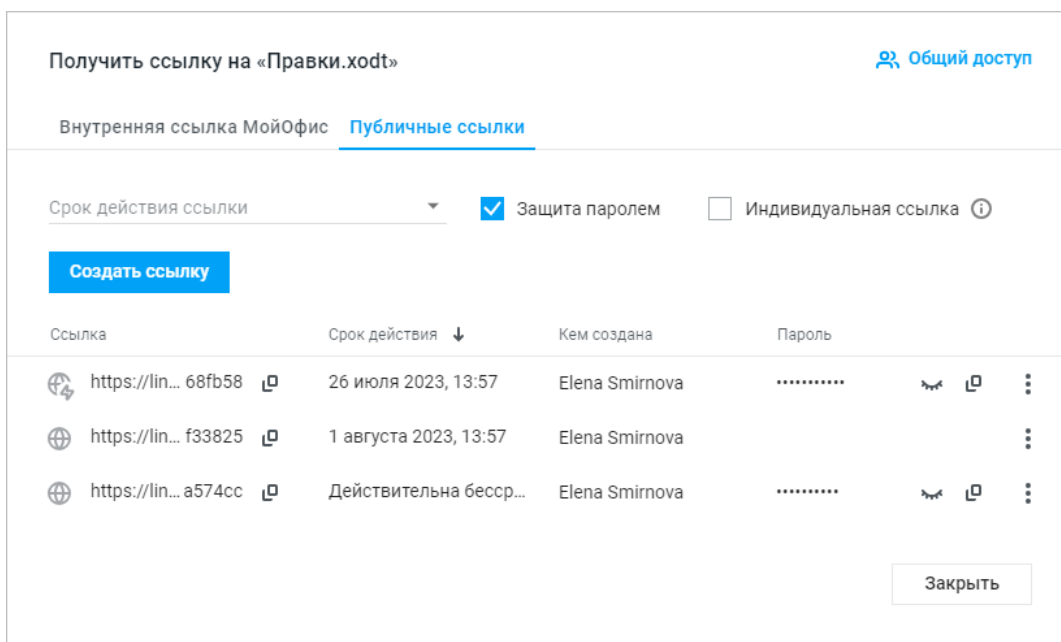 Получить ссылку на «Правки.xodt» Общий доступ
Внутренняя ссылка МойОфис Публичные ссылки
Срок действия ссылки Защита паролем Индивидуальная ссылка
Создать ссылку
Ссылка Срок действия Кем создана Пароль
https://lin... 68fb58 26 июля 2023, 13:57 Elena Smirnova •••••••••••
https://lin... f33825 1 августа 2023, 13:57 Elena Smirnova
https://lin... a574cc Действительна бесср... Elena Smirnova ••••••••••
Закрыть